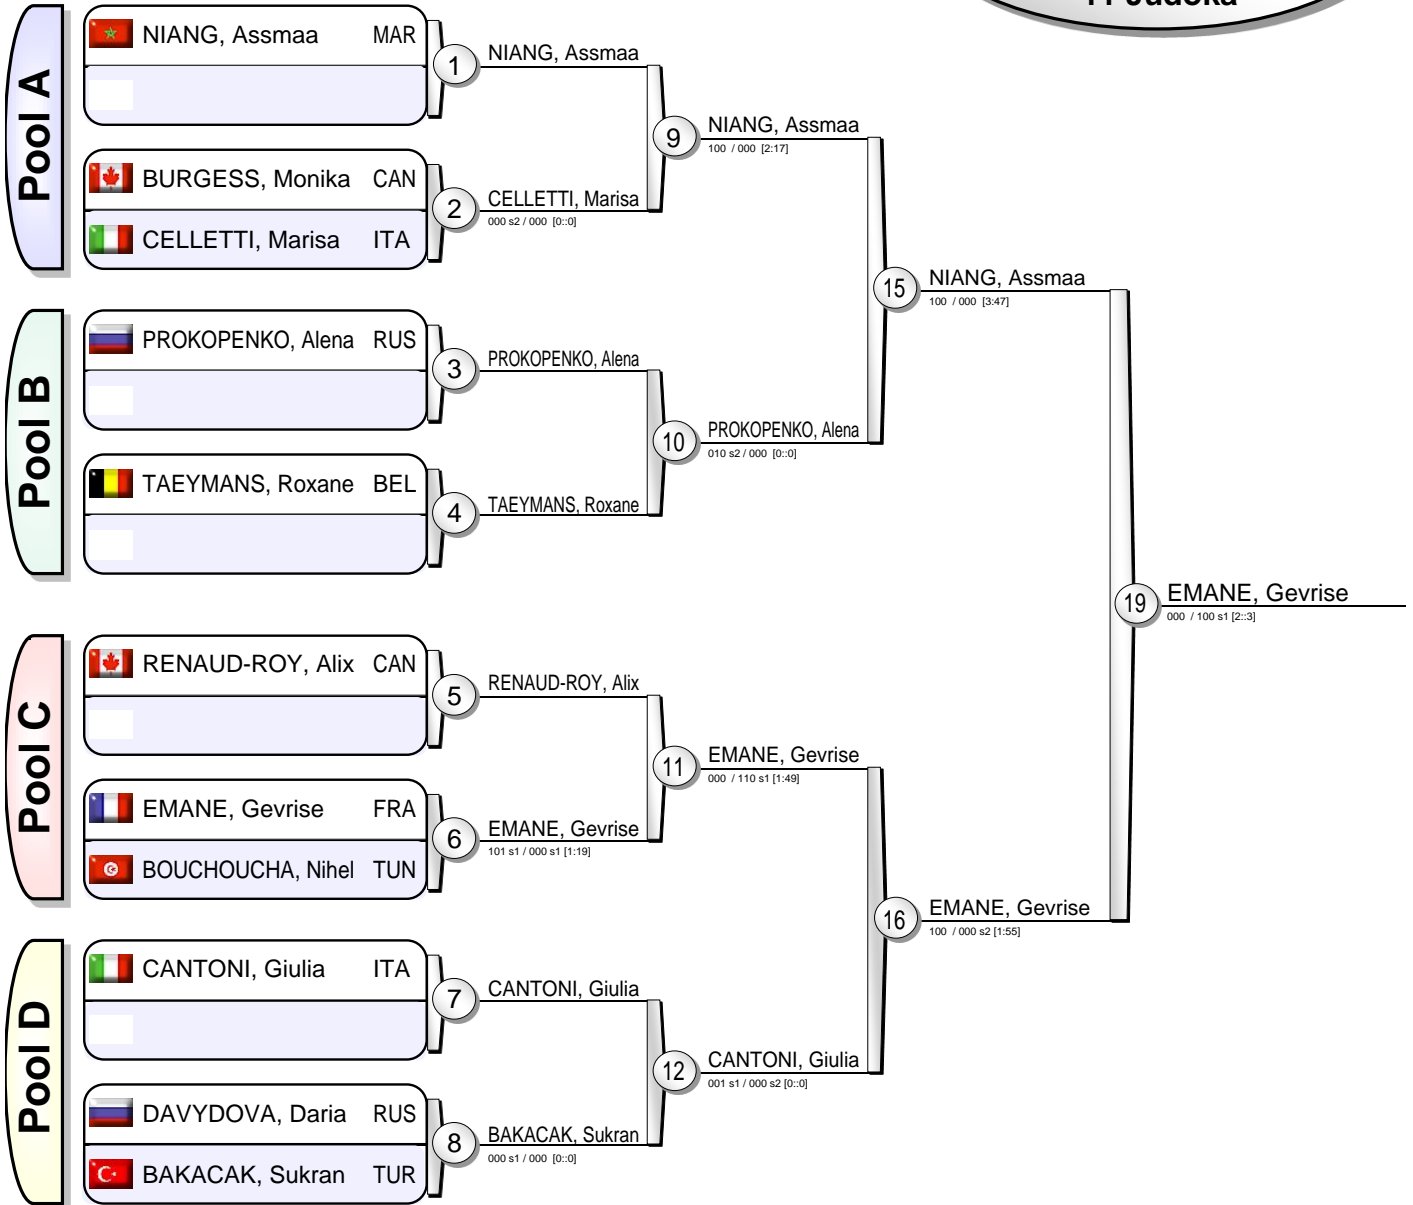 Pool A
NIANG, Assmaa MAR
BURGESS, Monika CAN
CELLETTI, Marisa ITA
Pool B
PROKOPENKO, Alena RUS
TAEYMANS, Roxane BEL
Pool C
RENAUD-ROY, Alix CAN
EMANE, Gevrise FRA
BOUCHOUCHA, Nihel TUN
Pool D
CANTONI, Giulia ITA
DAVYDOVA, Daria RUS
BAKACAK, Sukran TUR
1
NIANG, Assmaa
2
CELLETTI, Marisa
000 s2 / 000 [0::0]
3
PROKOPENKO, Alena
4
TAEYMANS, Roxane
5
RENAUD-ROY, Alix
6
EMANE, Gevrise
101 s1 / 000 s1 [1:19]
7
CANTONI, Giulia
8
BAKACAK, Sukran
000 s1 / 000 [0::0]
9
NIANG, Assmaa
100 / 000 [2:17]
10
PROKOPENKO, Alena
010 s2 / 000 [0::0]
11
EMANE, Gevrise
000 / 110 s1 [1:49]
12
CANTONI, Giulia
001 s1 / 000 s2 [0::0]
15
NIANG, Assmaa
100 / 000 [3:47]
16
EMANE, Gevrise
100 / 000 s2 [1:55]
19
EMANE, Gevrise
000 / 100 s1 [2::3]